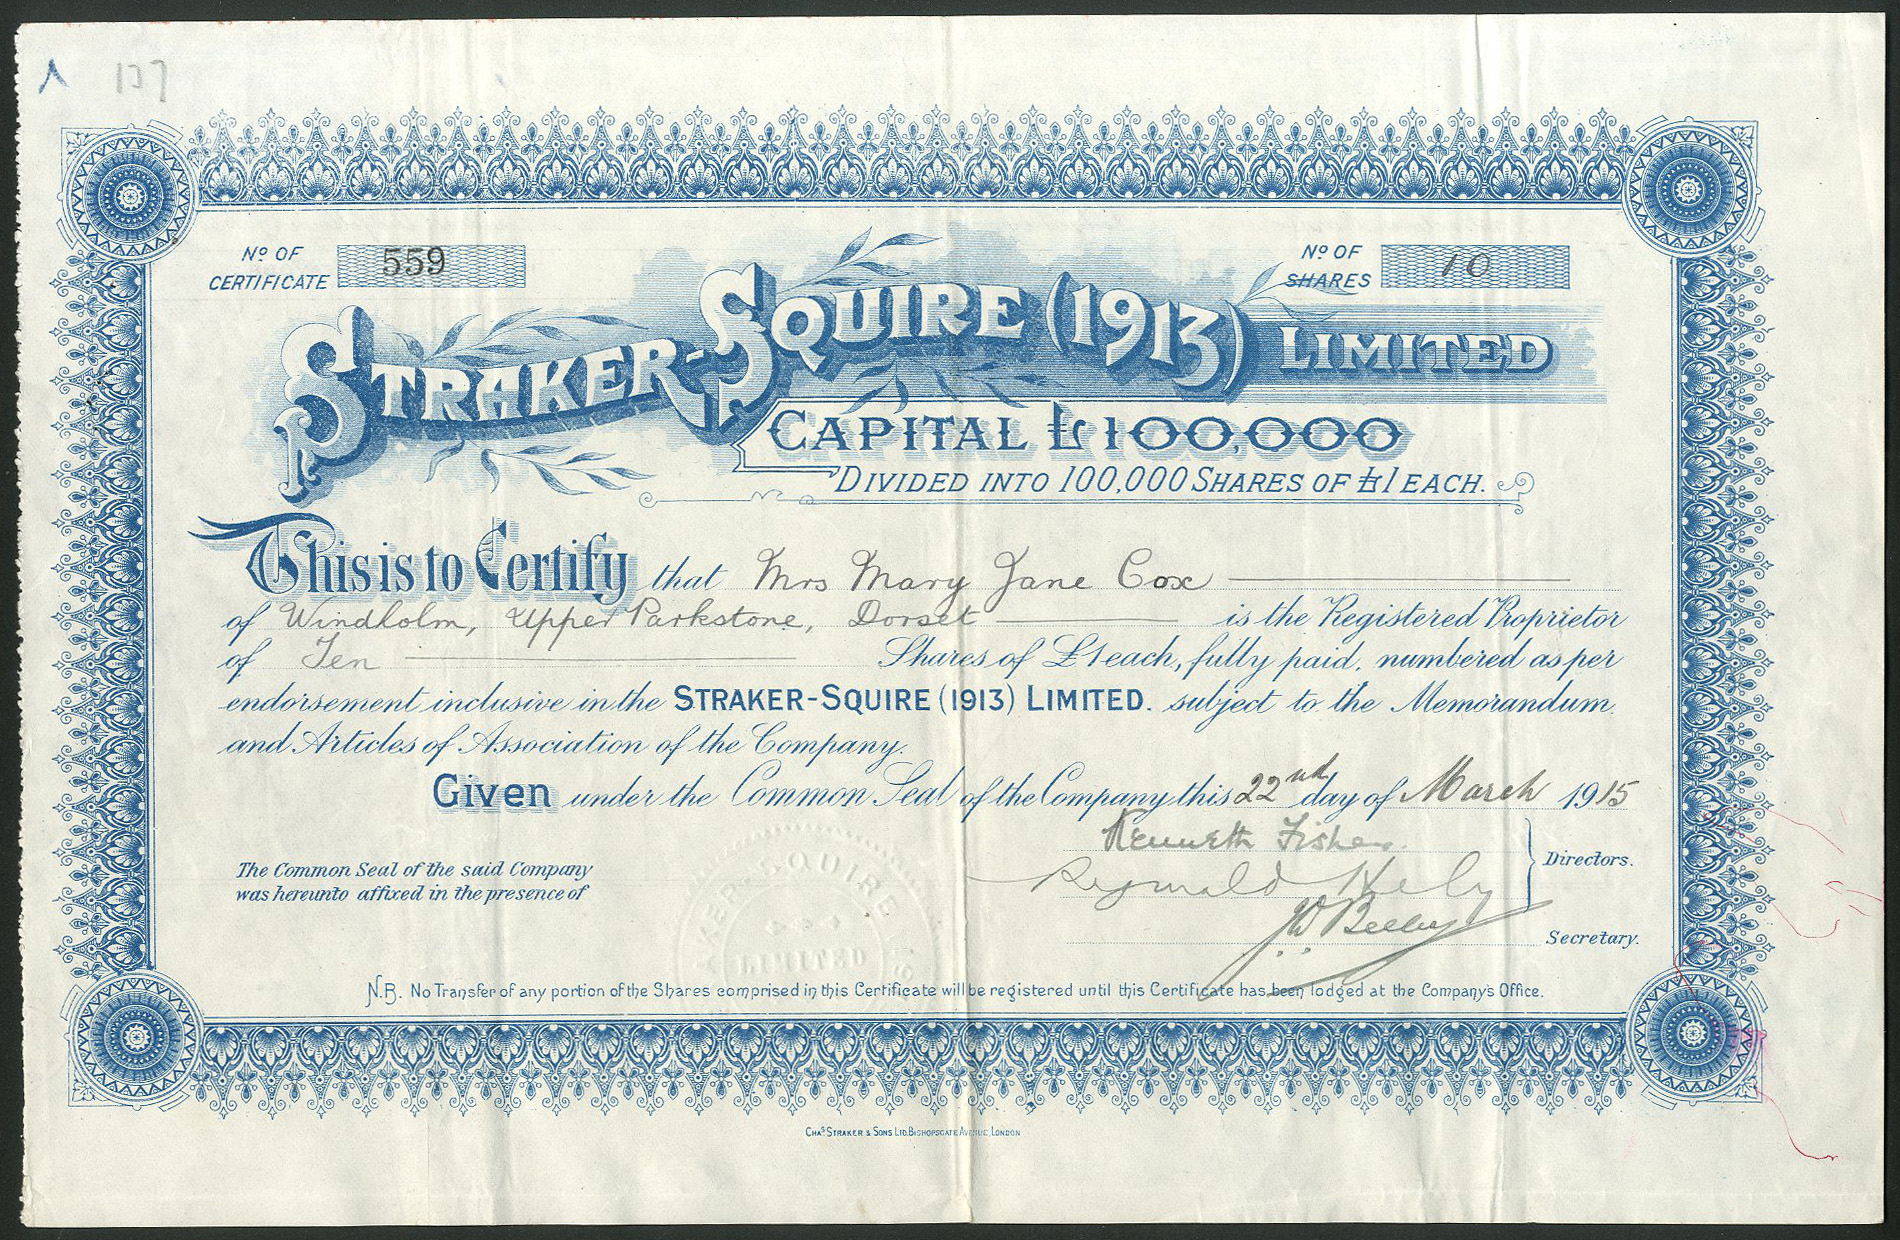 137
Nº OF CERTIFICATE 559
Nº OF SHARES 10
STRAKER-SQUIRE (1913) LIMITED
CAPITAL £100,000
DIVIDED INTO 100,000 SHARES OF £1 EACH.
This is to Certify that Mrs Mary Jane Cox
of Windholm, Upper Parkstone, Dorset is the Registered Proprietor
of Ten Shares of £1 each, fully paid, numbered as per
endorsement inclusive in the STRAKER-SQUIRE (1913) LIMITED. subject to the Memorandum
and Articles of Association of the Company.
Given under the Common Seal of the Company this 22nd day of March 1915
Kenneth Fisher.
Directors.
The Common Seal of the said Company
was hereunto affixed in the presence of
Reginald
Secretary.
LIMITED
N.B. No Transfer of any portion of the Shares comprised in this Certificate will be registered until this Certificate has been lodged at the Company's Office.
CHAS STRAKER & SONS LTD. BISHOPSGATE AVENUE, LONDON